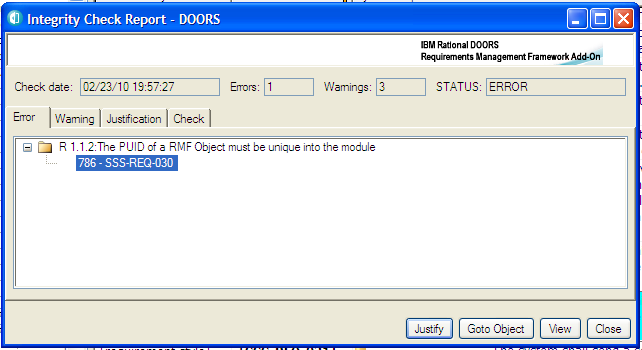 Integrity Check Report - DOORS
IBM Rational DOORS
Requirements Management Framework Add-On
Check date: 02/23/10 19:57:27 Errors: 1 Warnings: 3 STATUS: ERROR
Error Warning Justification Check
R 1.1.2:The PUID of a RMF Object must be unique into the module
786 - SSS-REQ-030
Justify Goto Object View Close